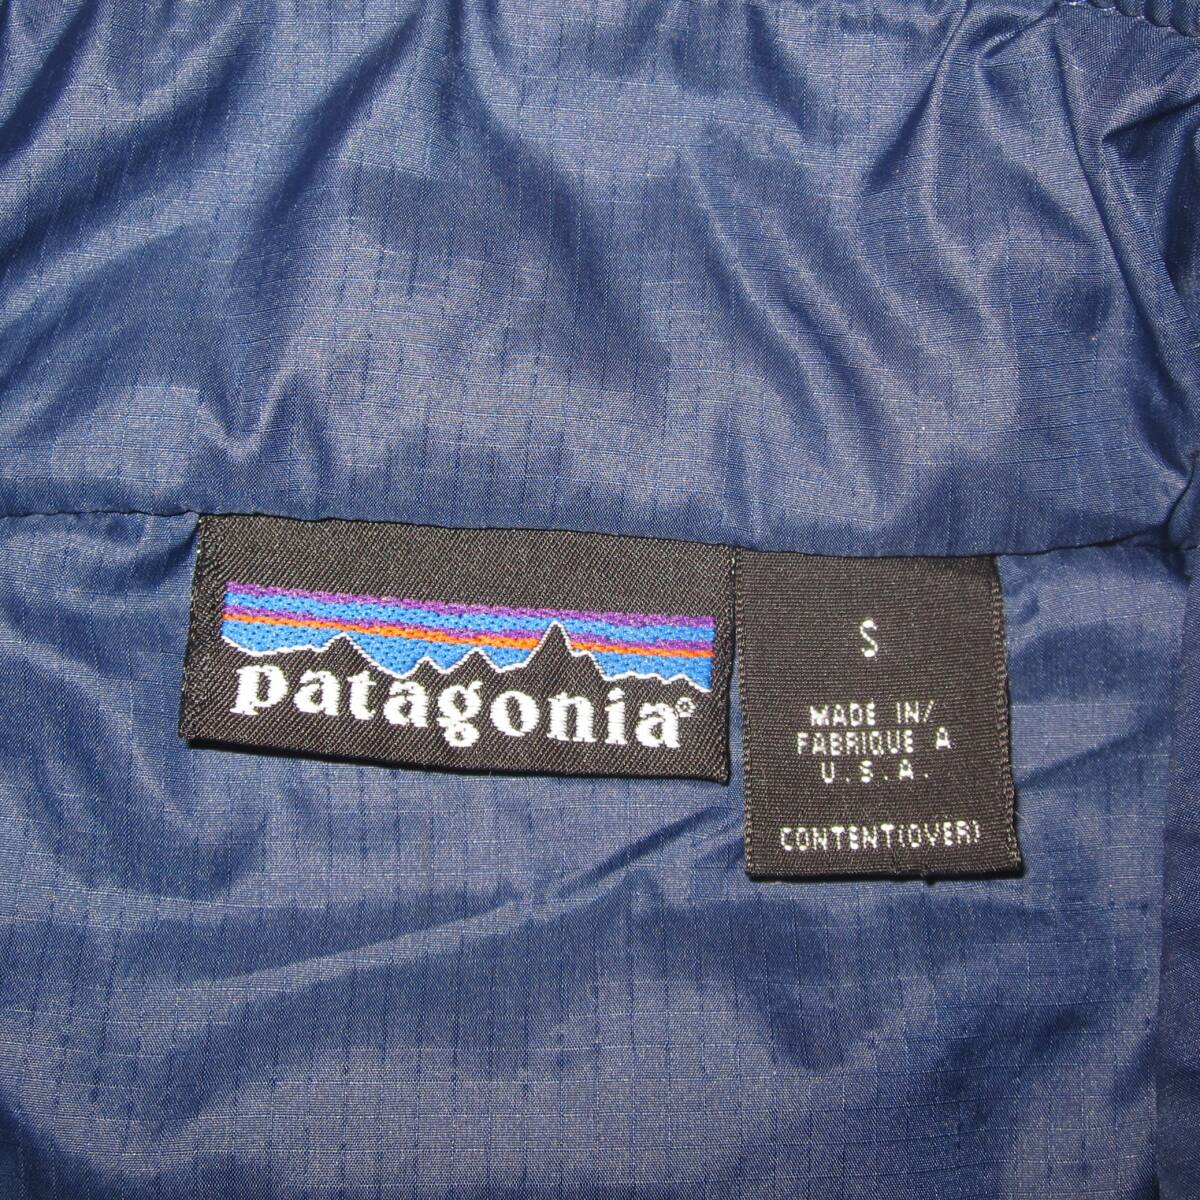 patagonia®
S
MADE IN/
FABRIQUE A
U.S.A.
CONTENT(OVER)